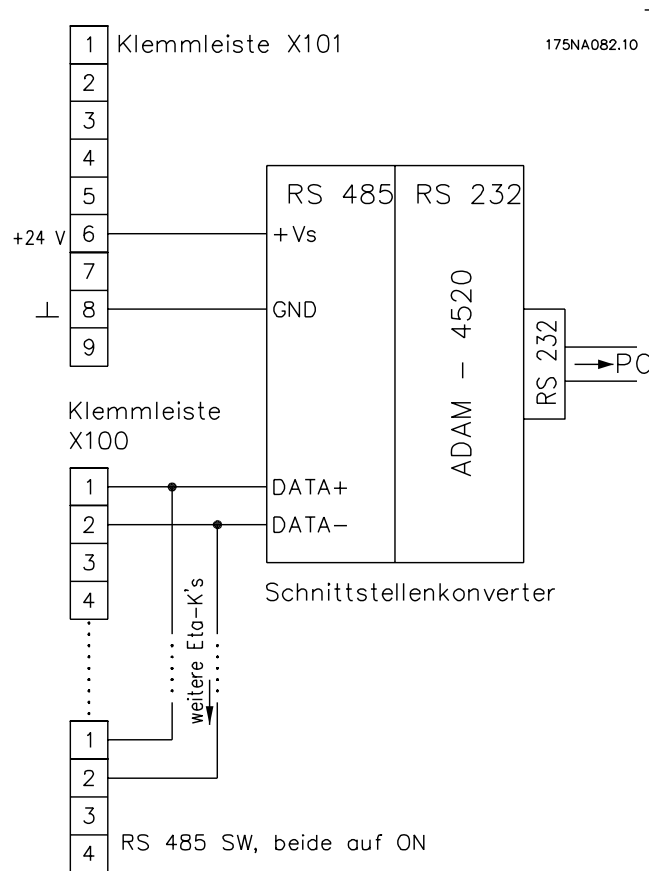 1 Klemmleiste X101
175NA082.10
2
3
4
5
+24 V 6
7
⊥ 8
9
RS 485 RS 232
+Vs
GND
ADAM - 4520
RS 232
PC
Klemmleiste
X100
1
2
3
4
DATA+
DATA-
Schnittstellenkonverter
weitere Eta-K's
1
2
3
4
RS 485 SW, beide auf ON